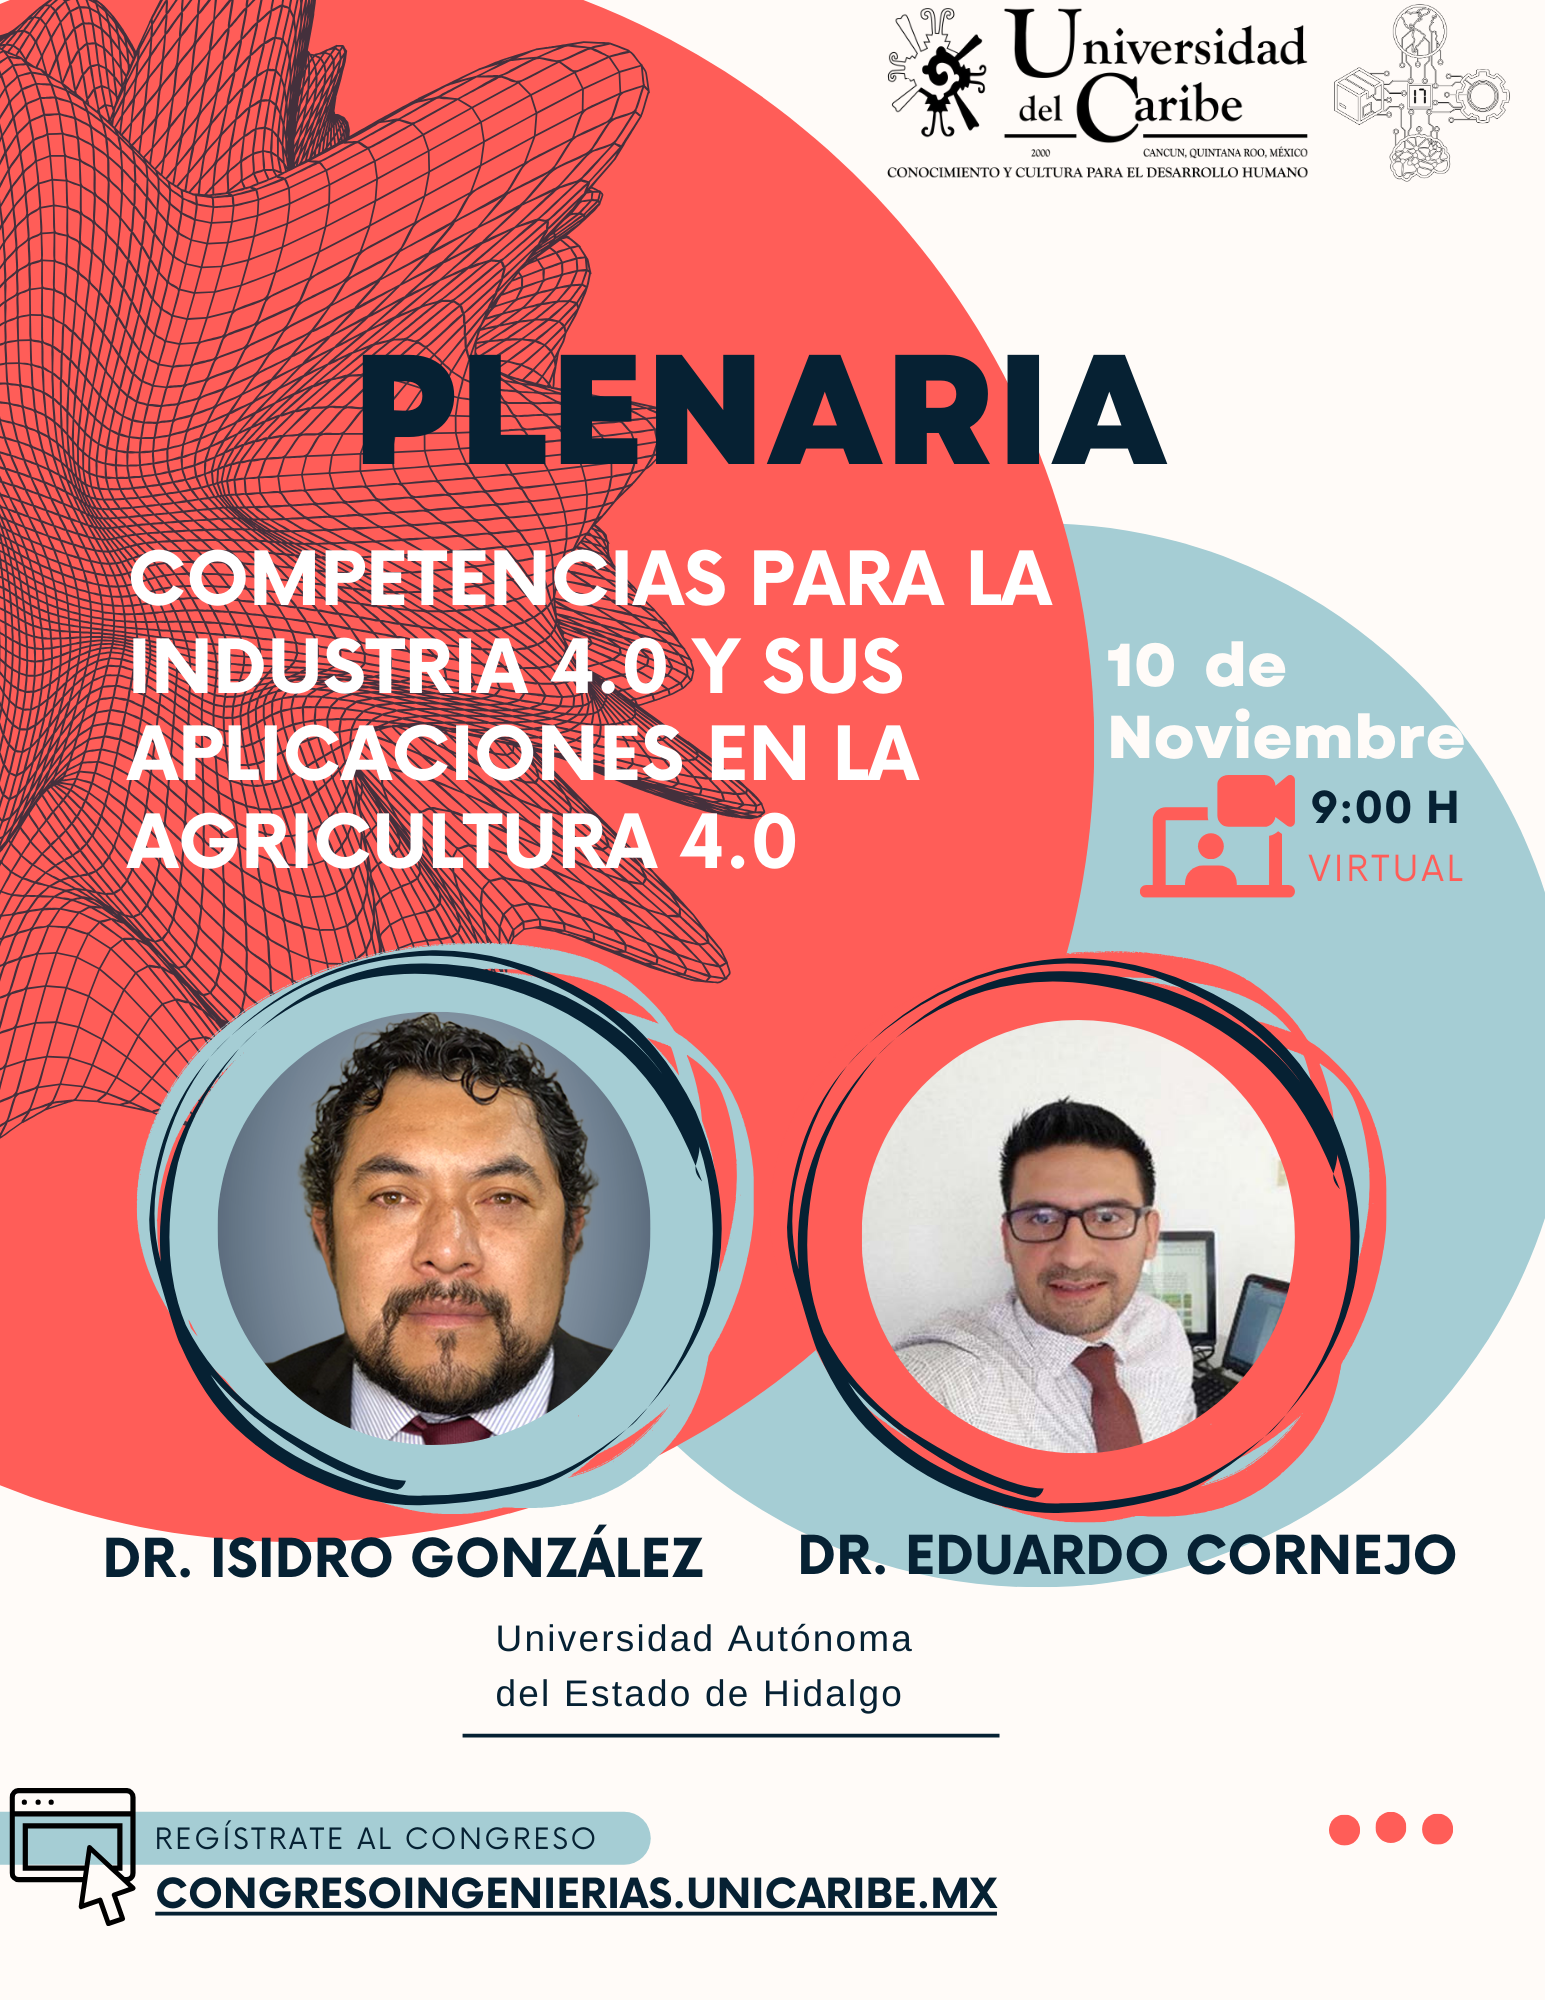 Universidad
del Caribe
2000 CANCUN, QUINTANA ROO, MÉXICO
CONOCIMIENTO Y CULTURA PARA EL DESARROLLO HUMANO
n
PLENARIA
COMPETENCIAS PARA LA
INDUSTRIA 4.0 Y SUS
APLICACIONES EN LA
AGRICULTURA 4.0
10 de
Noviembre
9:00 H
VIRTUAL
DR. ISIDRO GONZÁLEZ
DR. EDUARDO CORNEJO
Universidad Autónoma
del Estado de Hidalgo
REGÍSTRATE AL CONGRESO
CONGRESOINGENIERIAS.UNICARIBE.MX